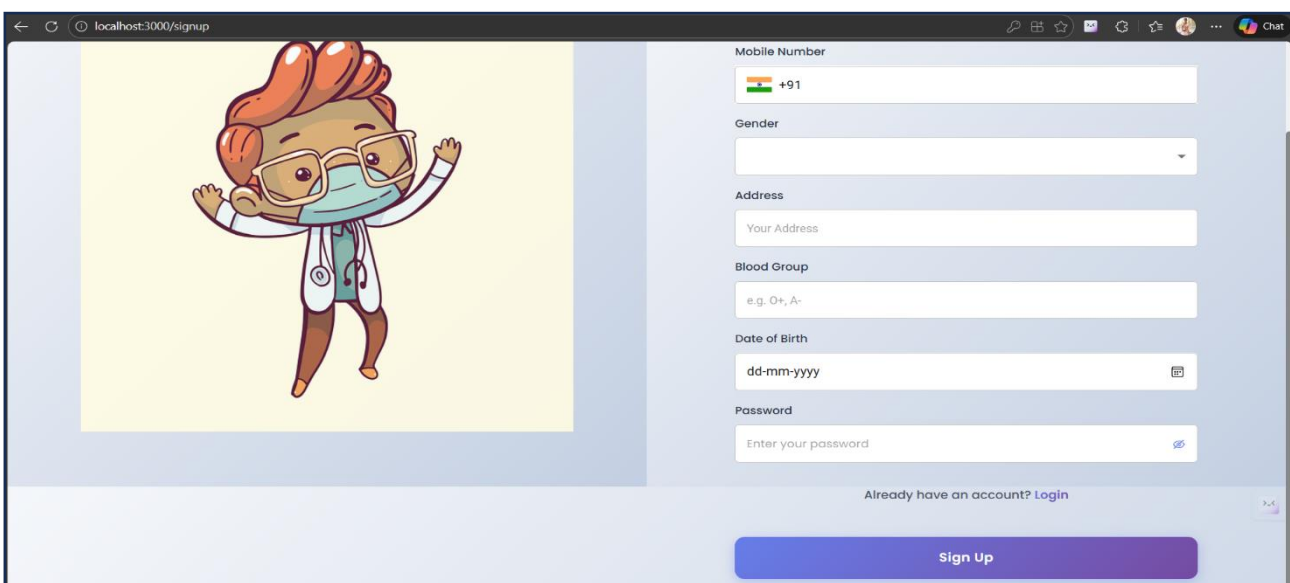 localhost:3000/signup
Chat
Mobile Number
+91
Gender
Address
Your Address
Blood Group
e.g. O+, A-
Date of Birth
dd-mm-yyyy
Password
Enter your password
Already have an account? Login
Sign Up